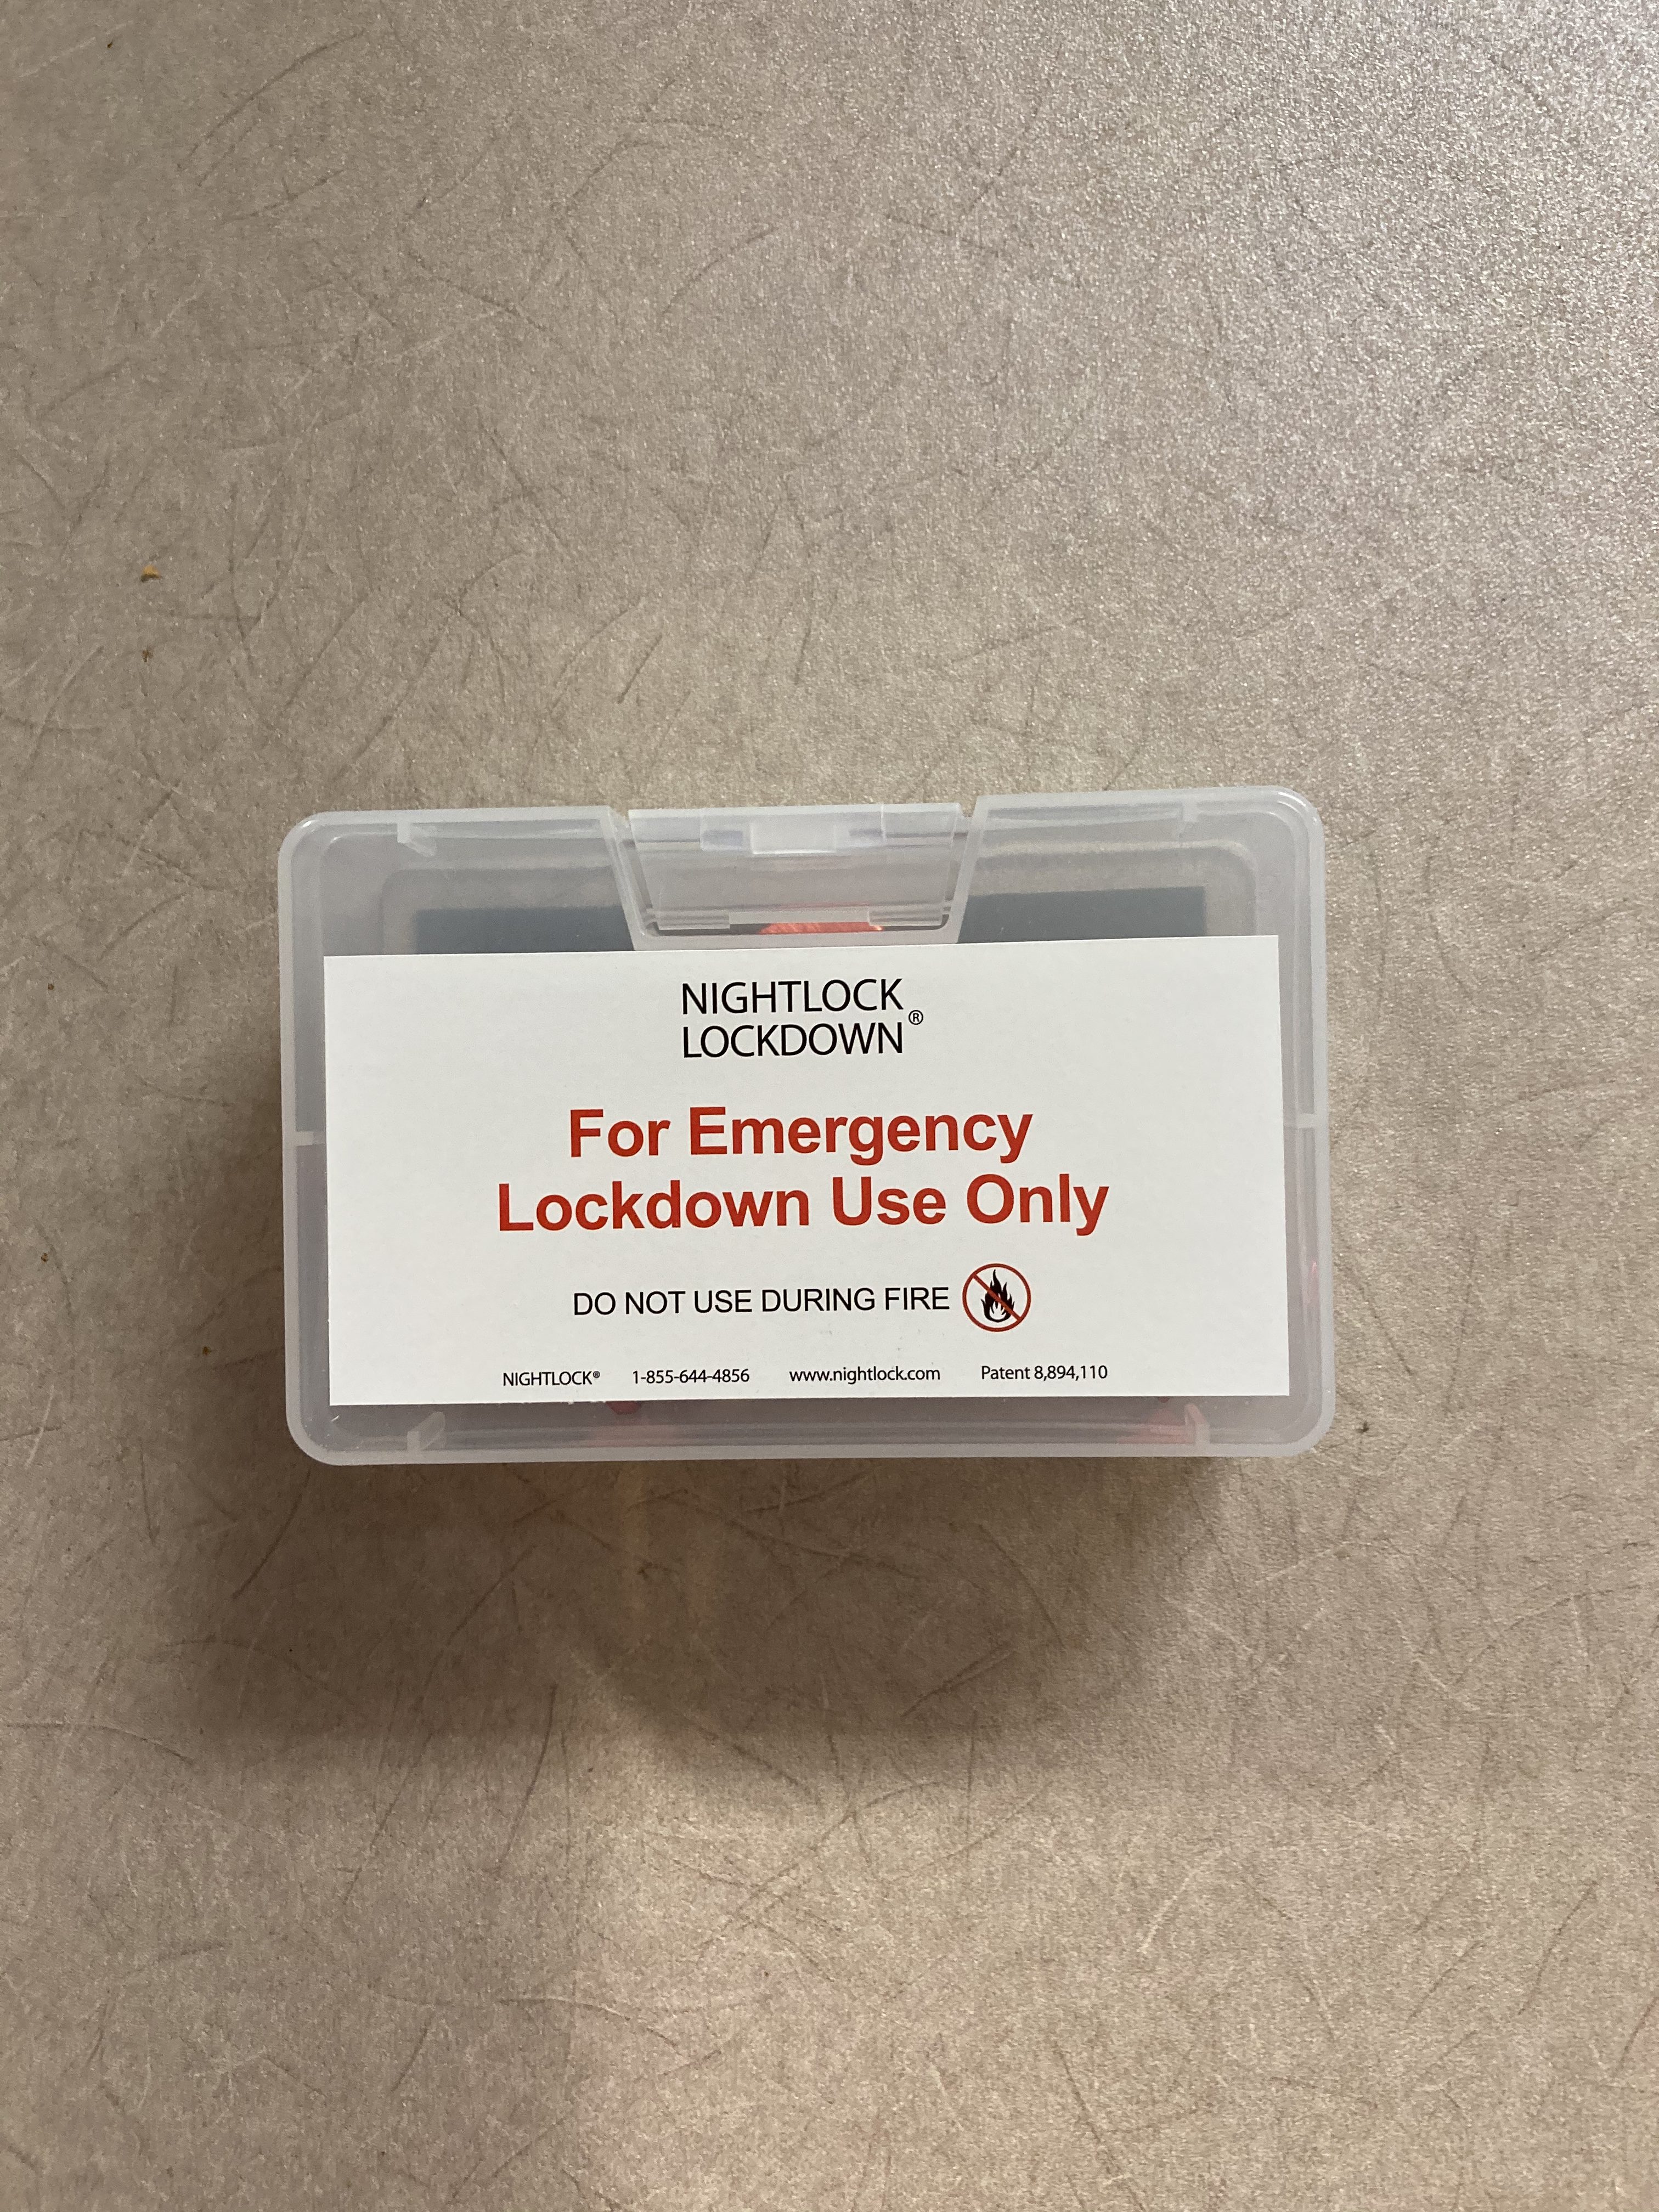 NIGHTLOCK
LOCKDOWN®
For Emergency
Lockdown Use Only
DO NOT USE DURING FIRE
NIGHTLOCK® 1-855-644-4856 www.nightlock.com Patent 8,894,110